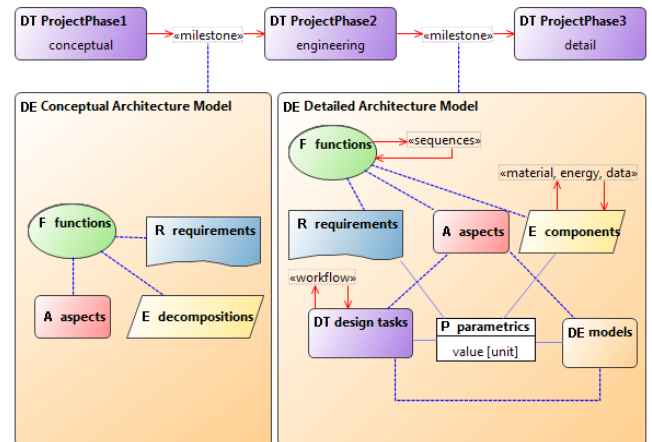 DT ProjectPhase1
conceptual
«milestone»
DT ProjectPhase2
engineering
«milestone»
DT ProjectPhase3
detail
DE Conceptual Architecture Model
F functions
R requirements
A aspects
E decompositions
DE Detailed Architecture Model
F functions
«sequences»
«material, energy, data»
R requirements
A aspects
E components
«workflow»
DT design tasks
P parametrics
value [unit]
DE models